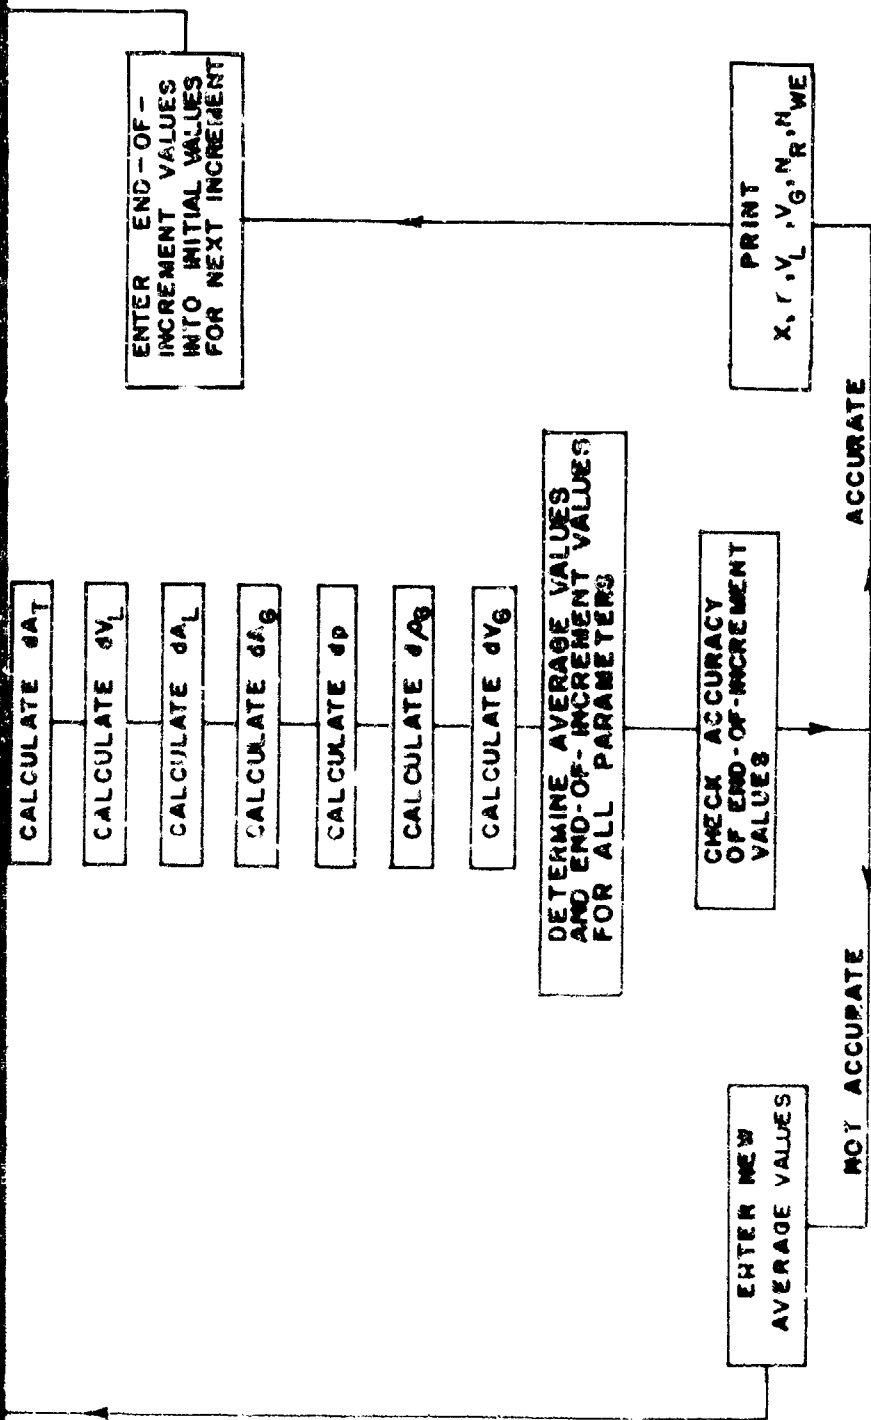 CALCULATE dA_T
CALCULATE dV_L
CALCULATE dA_L
CALCULATE dA_G
CALCULATE dp
CALCULATE dρ_G
CALCULATE dV_G
DETERMINE AVERAGE VALUES
AND END-OF-INCREMENT VALUES
FOR ALL PARAMETERS
CHECK ACCURACY
OF END-OF-INCREMENT
VALUES
NOT ACCURATE
ACCURATE
ENTER NEW
AVERAGE VALUES
PRINT
X, r, V_L, V_G, N_R, N_WE
ENTER END-OF-
INCREMENT VALUES
INTO INITIAL VALUES
FOR NEXT INCREMENT